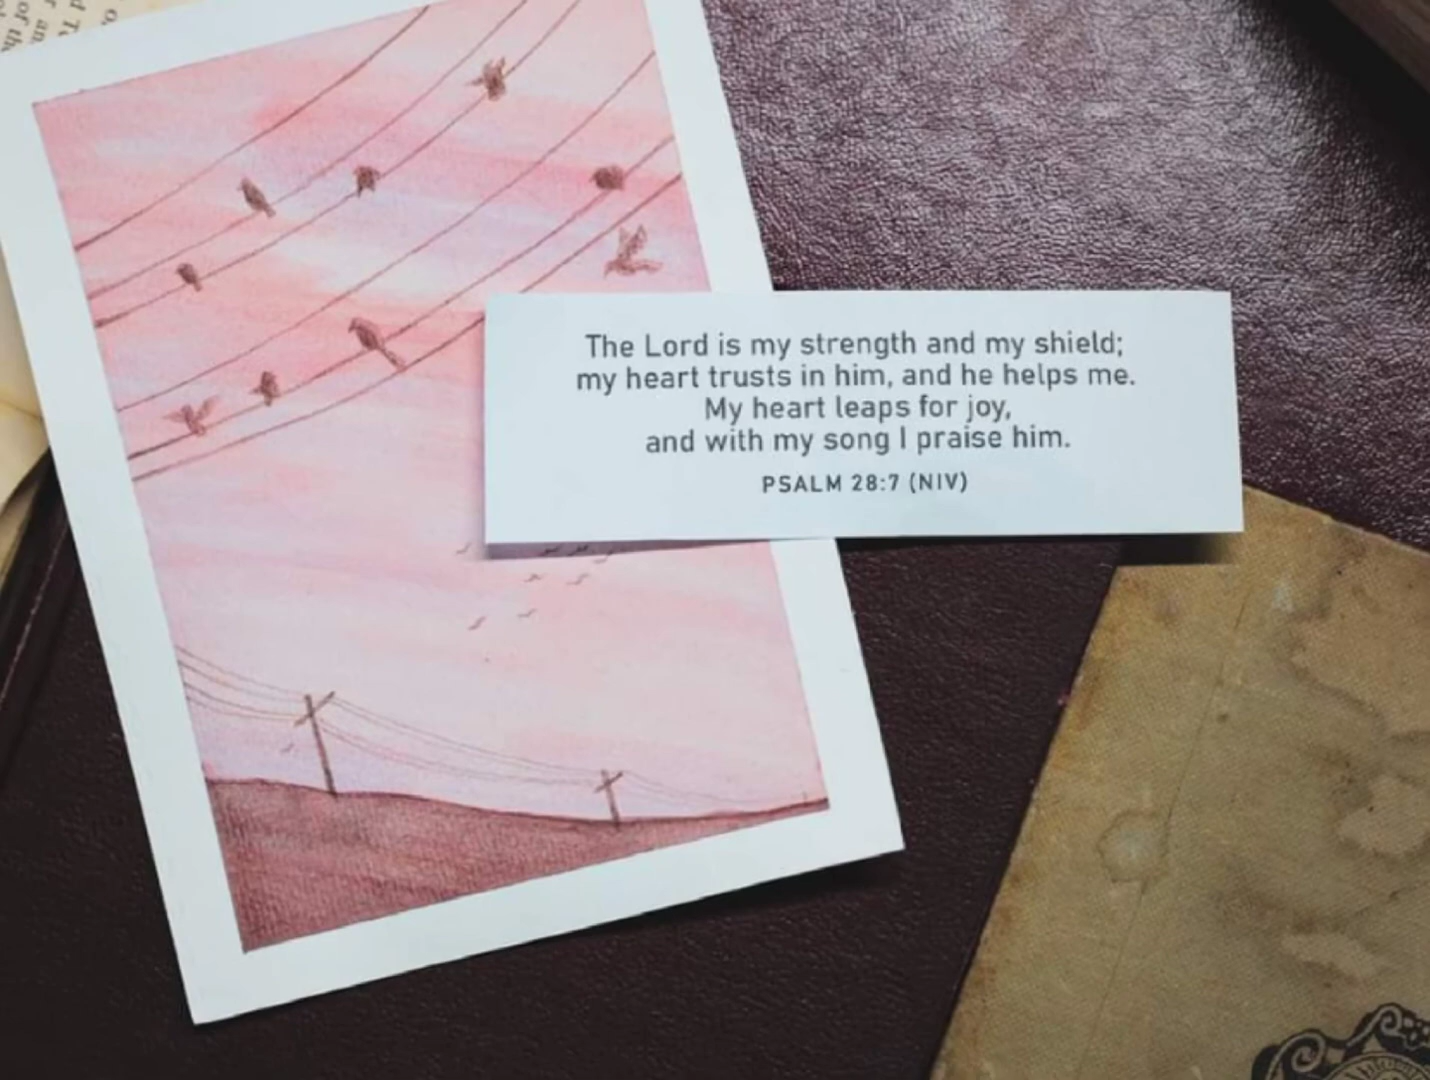 The Lord is my strength and my shield;
my heart trusts in him, and he helps me.
My heart leaps for joy,
and with my song I praise him.
PSALM 28:7 (NIV)